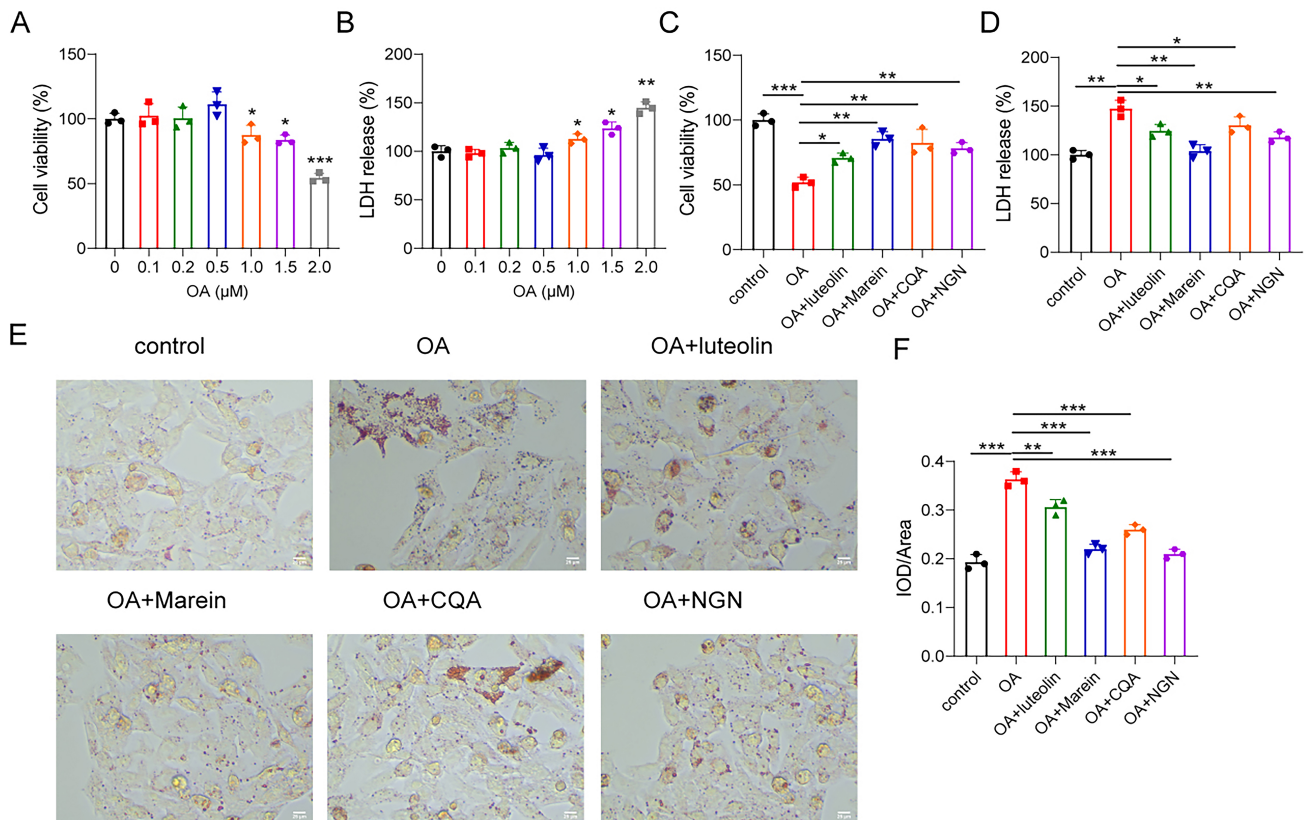 A
Cell viability (%)
150
100
50
0
***
*
*
0 0.1 0.2 0.5 1.0 1.5 2.0
OA (μM)
B
LDH release (%)
200
150
100
50
0
*
*
**
0 0.1 0.2 0.5 1.0 1.5 2.0
OA (μM)
C
Cell viability (%)
150
100
50
0
**
***
**
**
*
control OA OA+luteolin OA+Marein OA+CQA OA+NGN
D
LDH release (%)
200
150
100
50
0
*
**
**
*
**
control OA OA+luteolin OA+Marein OA+CQA OA+NGN
E
control OA OA+luteolin
OA+Marein OA+CQA OA+NGN
F
IOD/Area
0.4
0.3
0.2
0.1
0.0
***
***
***
**
***
control OA OA+luteolin OA+Marein OA+CQA OA+NGN